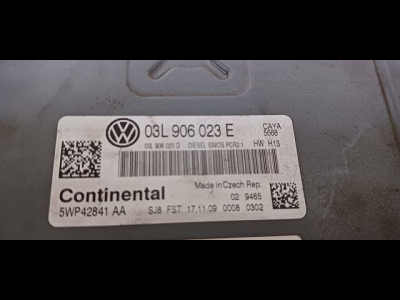 03L 906 023 E
CAYA
5668
03L 906 023 D DIESEL SIMOS PCR2.1 HW H13
Continental
Made in Czech Rep.
02 9465
5WP42841 AA SJ8 FST 17.11.09 0008 0302